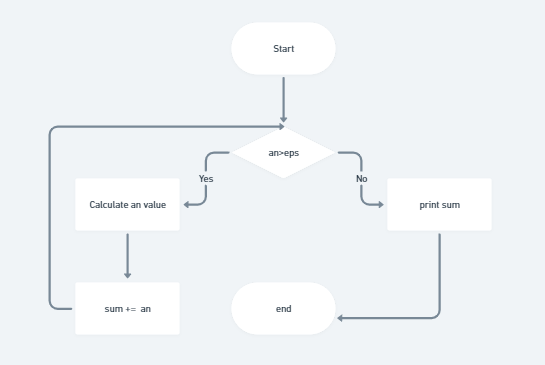 Start
an>eps
Yes
No
Calculate an value
print sum
sum += an
end